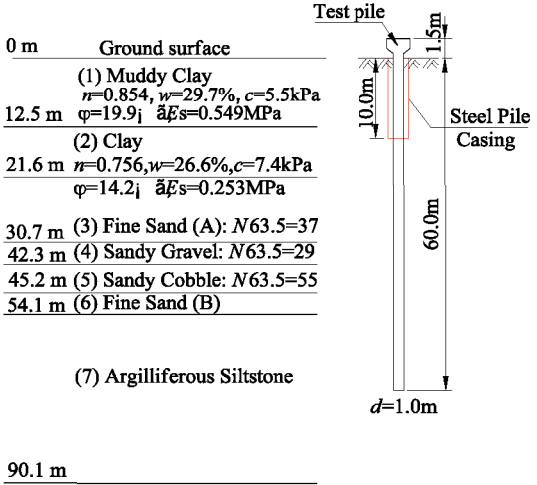 Test pile
0 m Ground surface
1.5m
(1) Muddy Clay
n=0.854, w=29.7%, c=5.5kPa
12.5 m φ=19.9¡ ã,Es=0.549MPa
10.0m
Steel Pile
Casing
(2) Clay
21.6 m n=0.756,w=26.6%,c=7.4kPa
φ=14.2¡ ã,Es=0.253MPa
60.0m
30.7 m (3) Fine Sand (A): N63.5=37
42.3 m (4) Sandy Gravel: N63.5=29
45.2 m (5) Sandy Cobble: N63.5=55
54.1 m (6) Fine Sand (B)
(7) Argilliferous Siltstone
d=1.0m
90.1 m